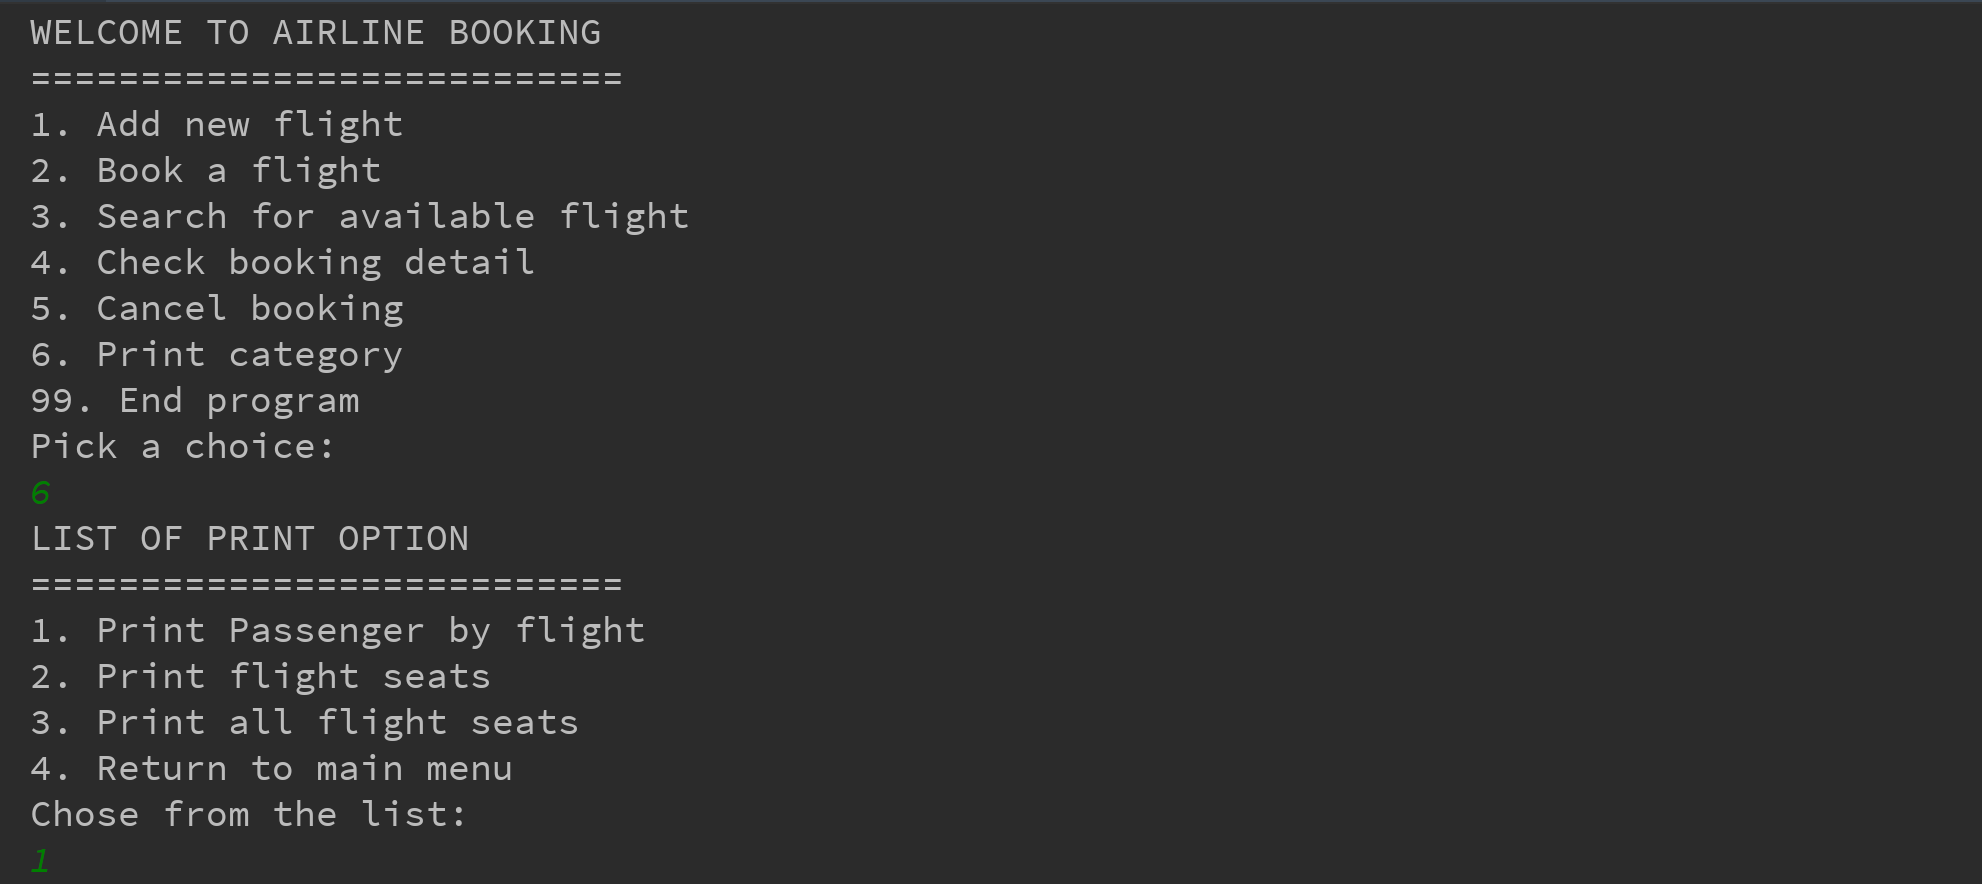 WELCOME TO AIRLINE BOOKING
===========================
1. Add new flight
2. Book a flight
3. Search for available flight
4. Check booking detail
5. Cancel booking
6. Print category
99. End program
Pick a choice:
6
LIST OF PRINT OPTION
===========================
1. Print Passenger by flight
2. Print flight seats
3. Print all flight seats
4. Return to main menu
Chose from the list:
1